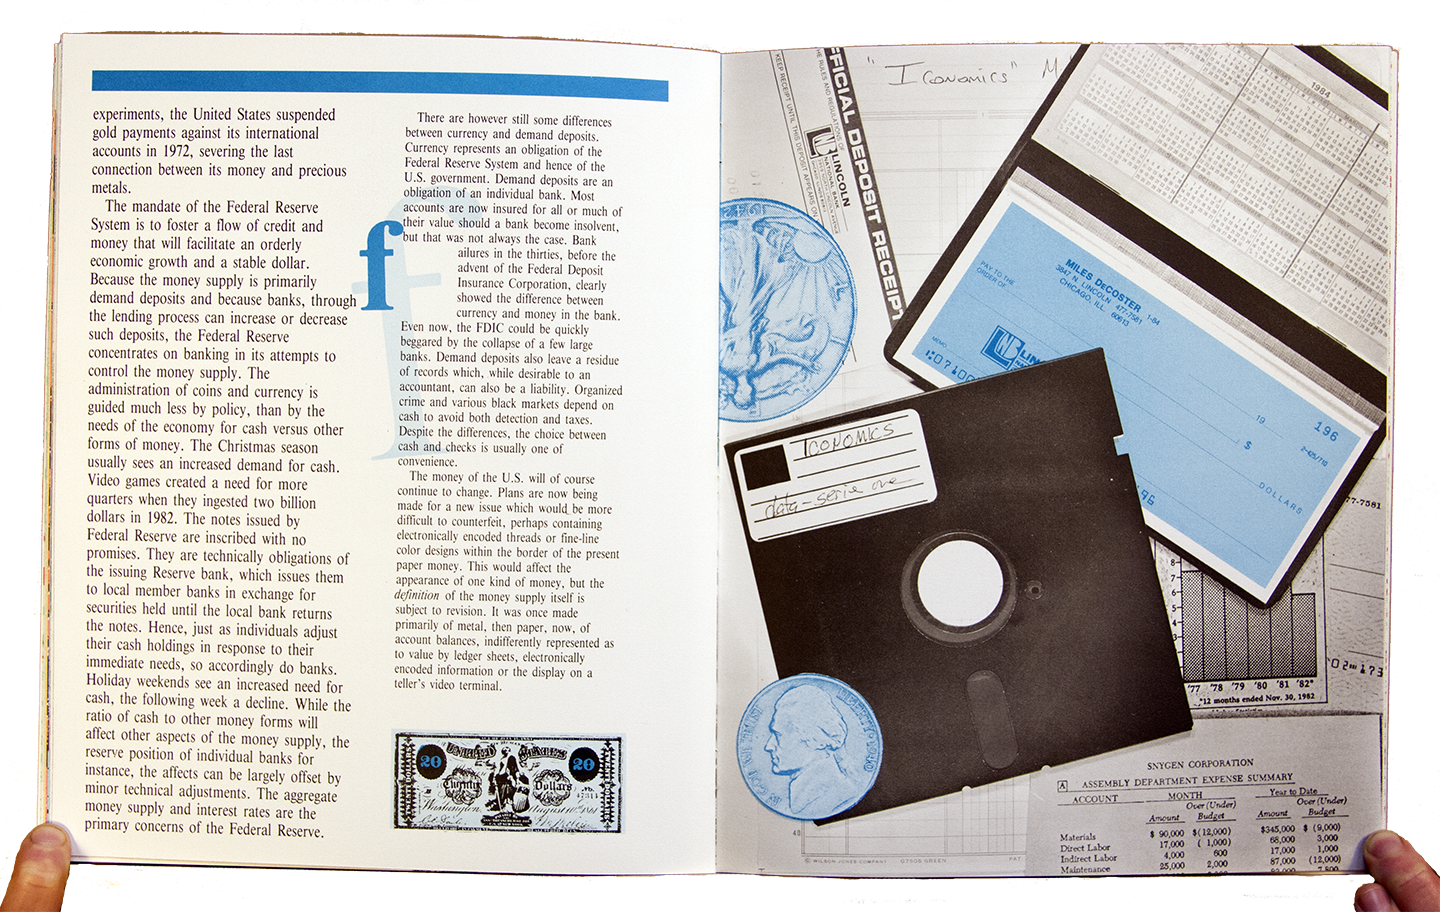 experiments, the United States suspended
gold payments against its international
accounts in 1972, severing the last
connection between its money and precious
metals.
The mandate of the Federal Reserve
System is to foster a flow of credit and
money that will facilitate an orderly
economic growth and a stable dollar.
Because the money supply is primarily
demand deposits and because banks, through
the lending process can increase or decrease
such deposits, the Federal Reserve
concentrates on banking in its attempts to
control the money supply. The
administration of coins and currency is
guided much less by policy, than by the
needs of the economy for cash versus other
forms of money. The Christmas season
usually sees an increased demand for cash.
Video games created a need for more
quarters when they ingested two billion
dollars in 1982. The notes issued by
Federal Reserve are inscribed with no
promises. They are technically obligations of
the issuing Reserve bank, which issues them
to local member banks in exchange for
securities held until the local bank returns
the notes. Hence, just as individuals adjust
their cash holdings in response to their
immediate needs, so accordingly do banks.
Holiday weekends see an increased need for
cash, the following week a decline. While the
ratio of cash to other money forms will
affect other aspects of the money supply, the
reserve position of individual banks for
instance, the affects can be largely offset by
minor technical adjustments. The aggregate
money supply and interest rates are the
primary concerns of the Federal Reserve.
There are however still some differences
between currency and demand deposits.
Currency represents an obligation of the
Federal Reserve System and hence of the
U.S. government. Demand deposits are an
obligation of an individual bank. Most
accounts are now insured for all or much of
their value should a bank become insolvent,
but that was not always the case. Bank
f
ailures in the thirties, before the
advent of the Federal Deposit
Insurance Corporation, clearly
showed the difference between
currency and money in the bank.
Even now, the FDIC could be quickly
beggared by the collapse of a few large
banks. Demand deposits also leave a residue
of records which, while desirable to an
accountant, can also be a liability. Organized
crime and various black markets depend on
cash to avoid both detection and taxes.
Despite the differences, the choice between
cash and checks is usually one of
convenience.
The money of the U.S. will of course
continue to change. Plans are now being
made for a new issue which would be more
difficult to counterfeit, perhaps containing
electronically encoded threads or fine-line
color designs within the border of the present
paper money. This would affect the
appearance of one kind of money, but the
definition of the money supply itself is
subject to revision. It was once made
primarily of metal, then paper, now, of
account balances, indifferently represented as
to value by ledger sheets, electronically
encoded information or the display on a
teller's video terminal.
UNITED STATES
20
20
Twenty Dollars
Washington
"ICONOMICS" M
FFICIAL DEPOSIT RECEIPT
KEEP RECEIPT UNTIL THIS DEPOSIT APPEARS ON
LINCOLN
NATIONAL BANK
1984
MILES DeCOSTER
3847 N. LINCOLN 477-7581
CHICAGO, ILL. 60613
1-84
PAY TO THE
ORDER OF
196
19
2-425/710
$
DOLLARS
MEMO
ICONOMICS
data-serie one
77-7581
8
7
6
5
4
3
'77 '78 '79 '80 '81 '82*
*12 months ended Nov. 30, 1982
SNYGEN CORPORATION
A ASSEMBLY DEPARTMENT EXPENSE SUMMARY
ACCOUNT MONTH Year to Date
Over (Under) Over (Under)
Amount Budget Amount Budget
Materials $ 90,000 $(12,000) $345,000 $ (9,000)
Direct Labor 17,000 ( 1,000) 68,000 3,000
Indirect Labor 4,000 600 17,000 1,000
Maintenance 25,000 2,000 87,000 (12,000)
40
© WILSON JONES COMPANY G7505 GREEN PAT.